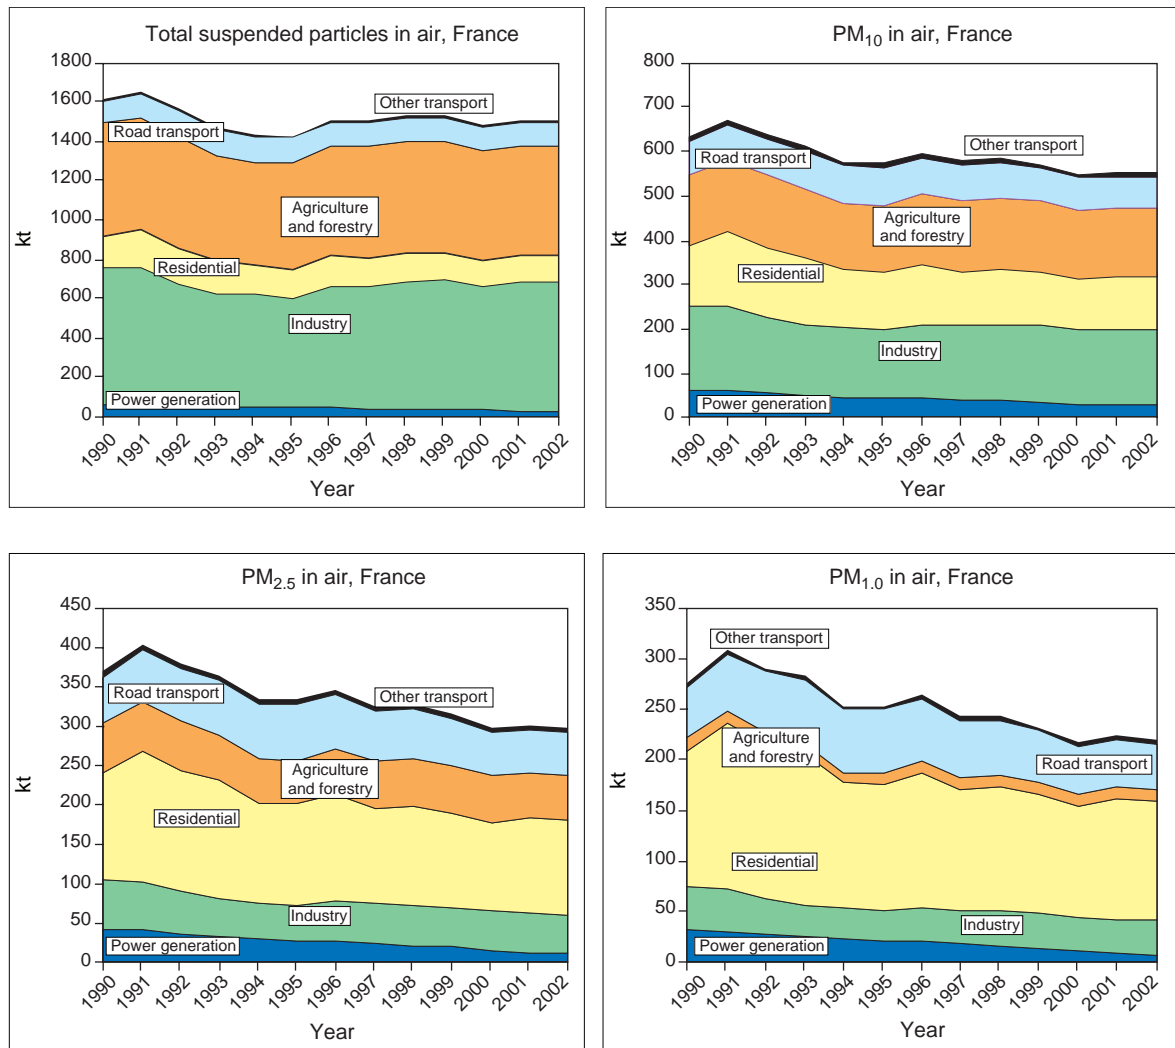 Total suspended particles in air, France
1800
1600
1400
1200
1000
800
600
400
200
0
kt
Other transport
Road transport
Agriculture
and forestry
Residential
Industry
Power generation
1990
1991
1992
1993
1994
1995
1996
1997
1998
1999
2000
2001
2002
Year
PM10 in air, France
800
700
600
500
400
300
200
100
0
kt
Other transport
Road transport
Agriculture
and forestry
Residential
Industry
Power generation
1990
1991
1992
1993
1994
1995
1996
1997
1998
1999
2000
2001
2002
Year
PM2.5 in air, France
450
400
350
300
250
200
150
100
50
0
kt
Road transport
Other transport
Agriculture
and forestry
Residential
Industry
Power generation
1990
1991
1992
1993
1994
1995
1996
1997
1998
1999
2000
2001
2002
Year
PM1.0 in air, France
350
300
250
200
150
100
50
0
kt
Other transport
Agriculture
and forestry
Road transport
Residential
Industry
Power generation
1990
1991
1992
1993
1994
1995
1996
1997
1998
1999
2000
2001
2002
Year